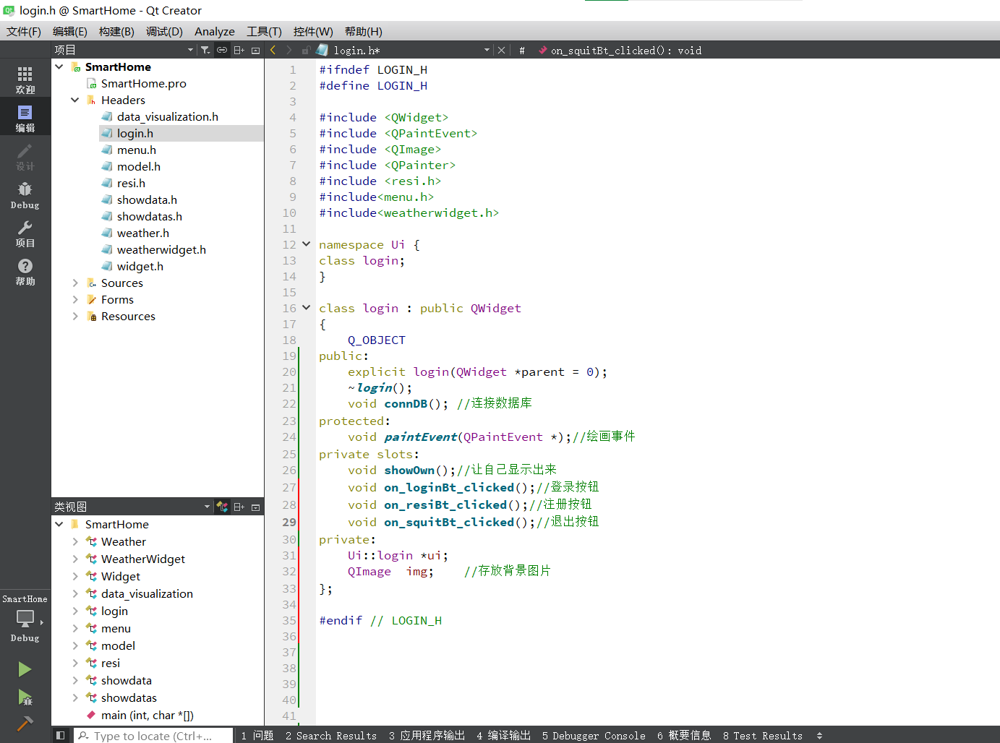 login.h @ SmartHome - Qt Creator
文件(F) 编辑(E) 构建(B) 调试(D) Analyze 工具(T) 控件(W) 帮助(H)
项目
login.h*
# on_squitBt_clicked(): void
欢迎
编辑
设计
Debug
项目
帮助
SmartHome
Debug
SmartHome
SmartHome.pro
Headers
data_visualization.h
login.h
menu.h
model.h
resi.h
showdata.h
showdatas.h
weather.h
weatherwidget.h
widget.h
Sources
Forms
Resources
类视图
SmartHome
Weather
WeatherWidget
Widget
data_visualization
login
menu
model
resi
showdata
showdatas
main (int, char *[])
1 #ifndef LOGIN_H
2 #define LOGIN_H
3
4 #include <QWidget>
5 #include <QPaintEvent>
6 #include <QImage>
7 #include <QPainter>
8 #include <resi.h>
9 #include<menu.h>
10 #include<weatherwidget.h>
11
12 namespace Ui {
13 class login;
14 }
15
16 class login : public QWidget
17 {
18     Q_OBJECT
19 public:
20     explicit login(QWidget *parent = 0);
21     ~login();
22     void connDB(); //连接数据库
23 protected:
24     void paintEvent(QPaintEvent *);//绘画事件
25 private slots:
26     void showOwn();//让自己显示出来
27     void on_loginBt_clicked();//登录按钮
28     void on_resiBt_clicked();//注册按钮
29     void on_squitBt_clicked();//退出按钮
30 private:
31     Ui::login *ui;
32     QImage  img;    //存放背景图片
33 };
34
35 #endif // LOGIN_H
36
37
38
39
40
41
Type to locate (Ctrl+...
1 问题 2 Search Results 3 应用程序输出 4 编译输出 5 Debugger Console 6 概要信息 8 Test Results